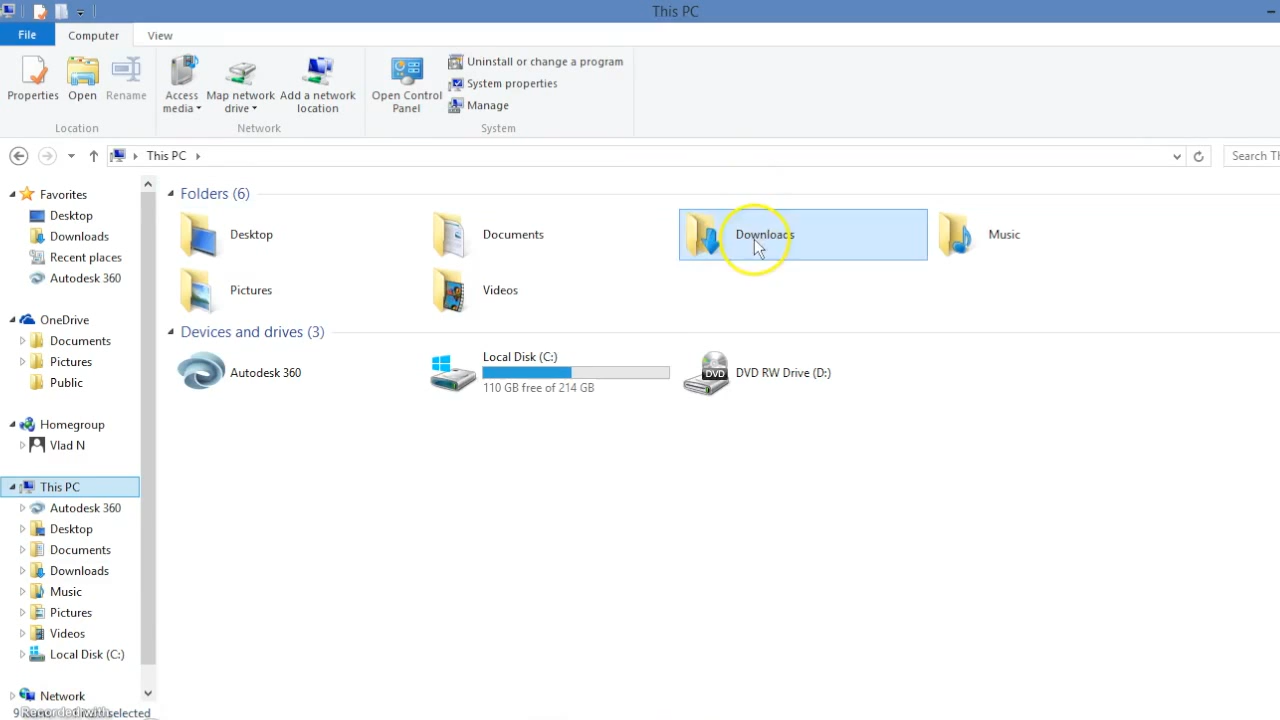 This PC
File Computer View
Properties Open Rename Access media Map network drive Add a network location Open Control Panel Uninstall or change a program
System properties
Manage
Location Network System
This PC
Search Th
Favorites
Desktop
Downloads
Recent places
Autodesk 360
OneDrive
Documents
Pictures
Public
Homegroup
Vlad N
This PC
Autodesk 360
Desktop
Documents
Downloads
Music
Pictures
Videos
Local Disk (C:)
Network
Folders (6)
Desktop Documents Downloads Music
Pictures Videos
Devices and drives (3)
Autodesk 360
Local Disk (C:)
110 GB free of 214 GB
DVD
DVD RW Drive (D:)
9
Recorded with
selected